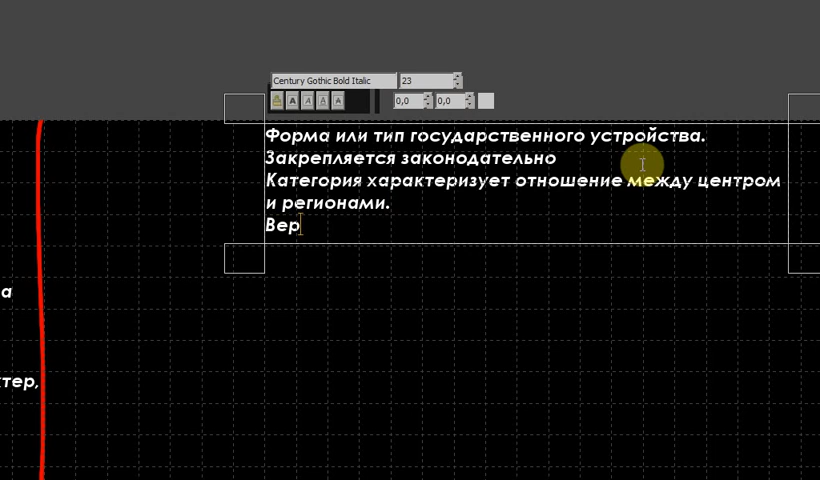 Century Gothic Bold Italic 23
A A A A 0,0 0,0
Форма или тип государственного устройства.
Закрепляется законодательно
Категория характеризует отношение между центром
и регионами.
Вер
а
ктер,